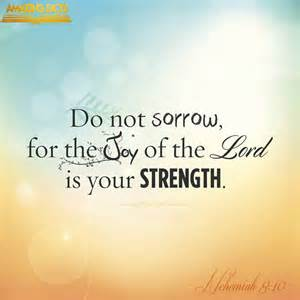 Do not sorrow,
for the Joy of the Lord
is your STRENGTH.
Nehemiah 8:10